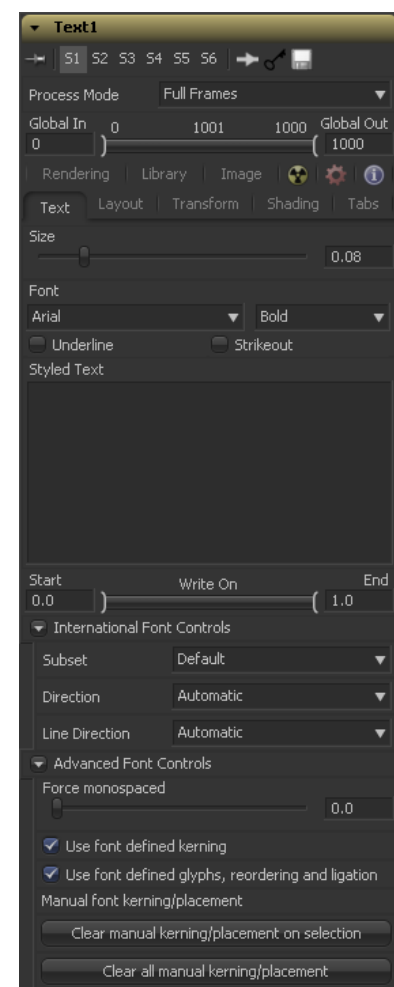 Text1
S1 S2 S3 S4 S5 S6
Process Mode Full Frames
Global In 0 1001 1000 Global Out
0 1000
Rendering Library Image
Text Layout Transform Shading Tabs
Size
0.08
Font
Arial Bold
Underline Strikeout
Styled Text
Start Write On End
0.0 1.0
International Font Controls
Subset Default
Direction Automatic
Line Direction Automatic
Advanced Font Controls
Force monospaced
0.0
Use font defined kerning
Use font defined glyphs, reordering and ligation
Manual font kerning/placement
Clear manual kerning/placement on selection
Clear all manual kerning/placement